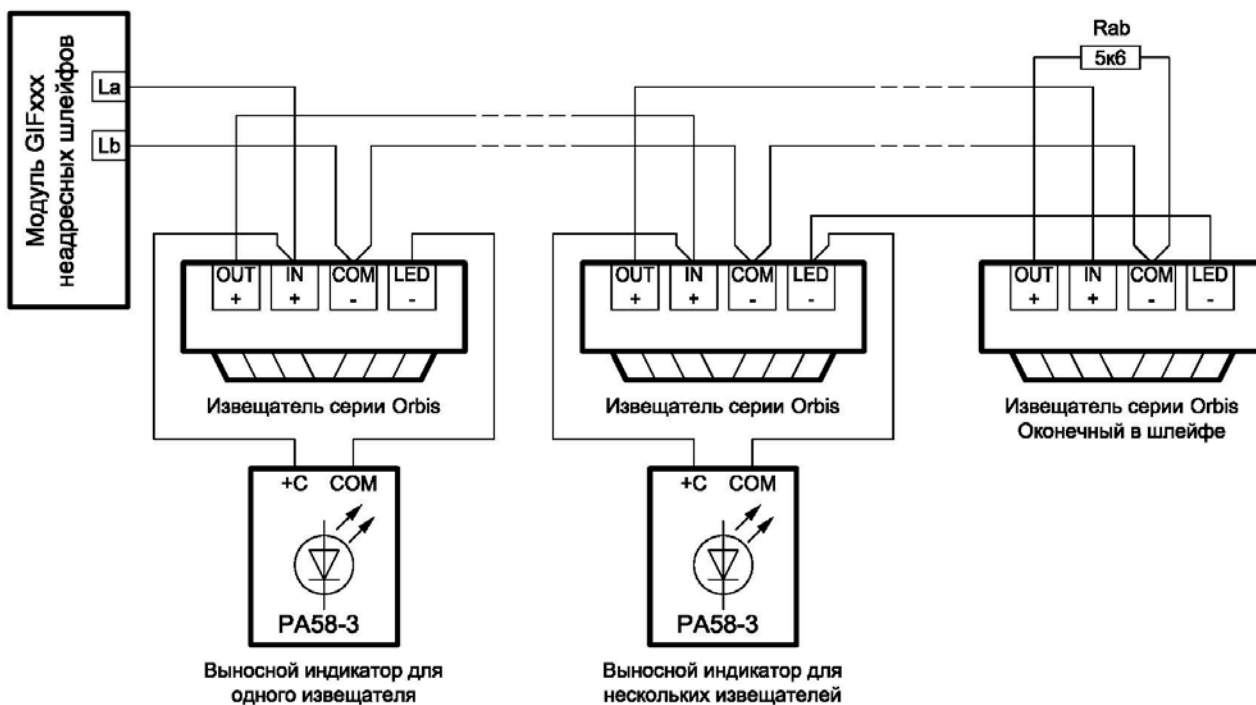 Модуль GIFxxx
неадресных шлейфов
La
Lb
Rab
5к6
OUT IN COM LED
+ + - -
OUT IN COM LED
+ + - -
OUT IN COM LED
+ + - -
Извещатель серии Orbis
Извещатель серии Orbis
Извещатель серии Orbis
Оконечный в шлейфе
+C COM
PA58-3
+C COM
PA58-3
Выносной индикатор для
одного извещателя
Выносной индикатор для
нескольких извещателей